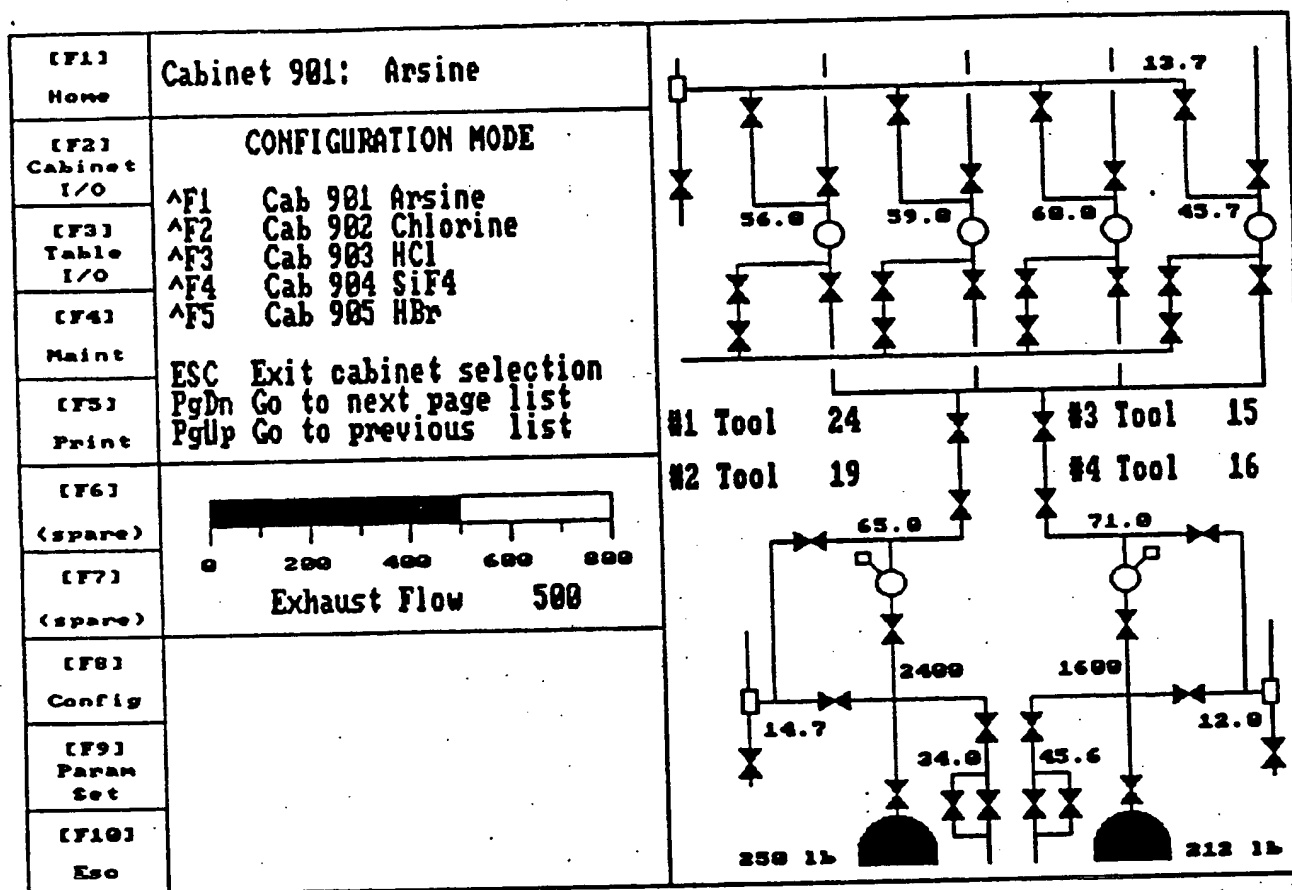 [F1]
Home
[F2]
Cabinet
I/O
[F3]
Table
I/O
[F4]
Maint
[F5]
Print
[F6]
(spare)
[F7]
(spare)
[F8]
Config
[F9]
Param
Set
[F10]
Esc
Cabinet 901: Arsine
CONFIGURATION MODE
^F1 Cab 901 Arsine
^F2 Cab 902 Chlorine
^F3 Cab 903 HCl
^F4 Cab 904 SiF4
^F5 Cab 905 HBr
ESC Exit cabinet selection
PgDn Go to next page list
PgUp Go to previous list
0 200 400 600 800
Exhaust Flow 500
13.7
56.0 59.0 60.0 45.7
#1 Tool 24 #3 Tool 15
#2 Tool 19 #4 Tool 16
65.0 71.0
2400 1600
14.7 12.0
24.0 45.6
250 lb 212 lb